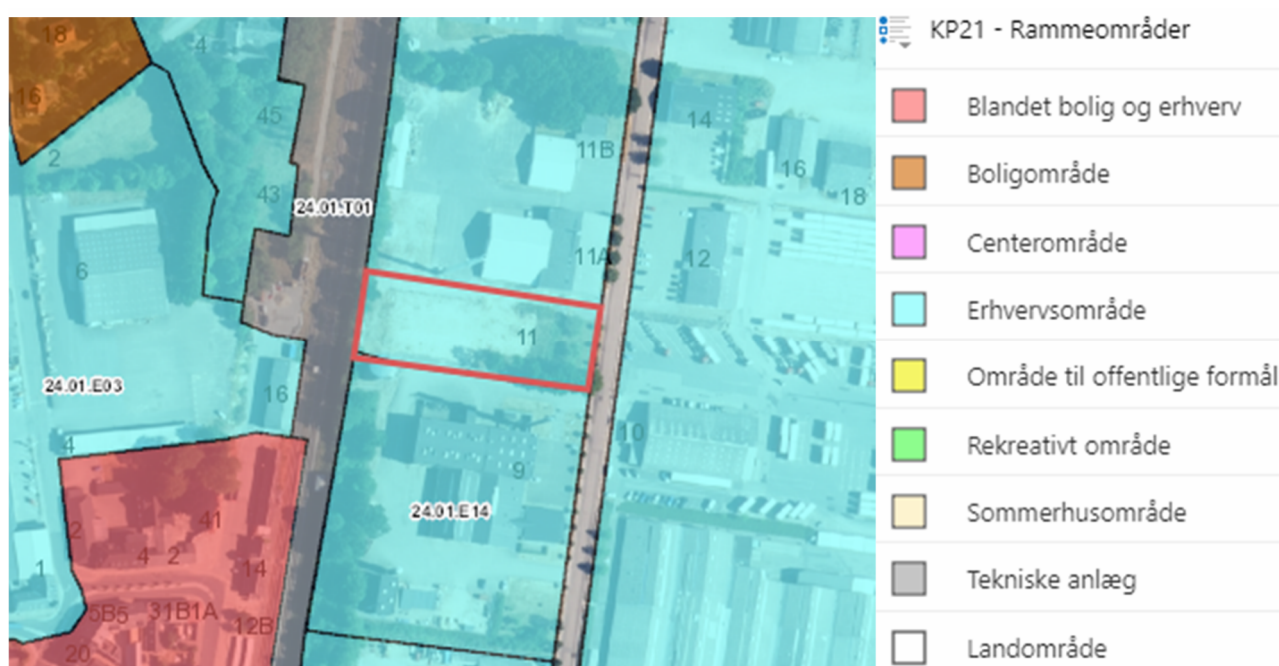 18
4
16
45
2
11B
14
16
18
43
24.01.T01
11A
12
6
11
24.01.E03
16
4
10
9
24.01.E14
2
41
4
2
1
14
5B5
31B1A
12B
20
KP21 - Rammeområder
Blandet bolig og erhverv
Boligområde
Centerområde
Erhvervsområde
Område til offentlige formål
Rekreativt område
Sommerhusområde
Tekniske anlæg
Landområde